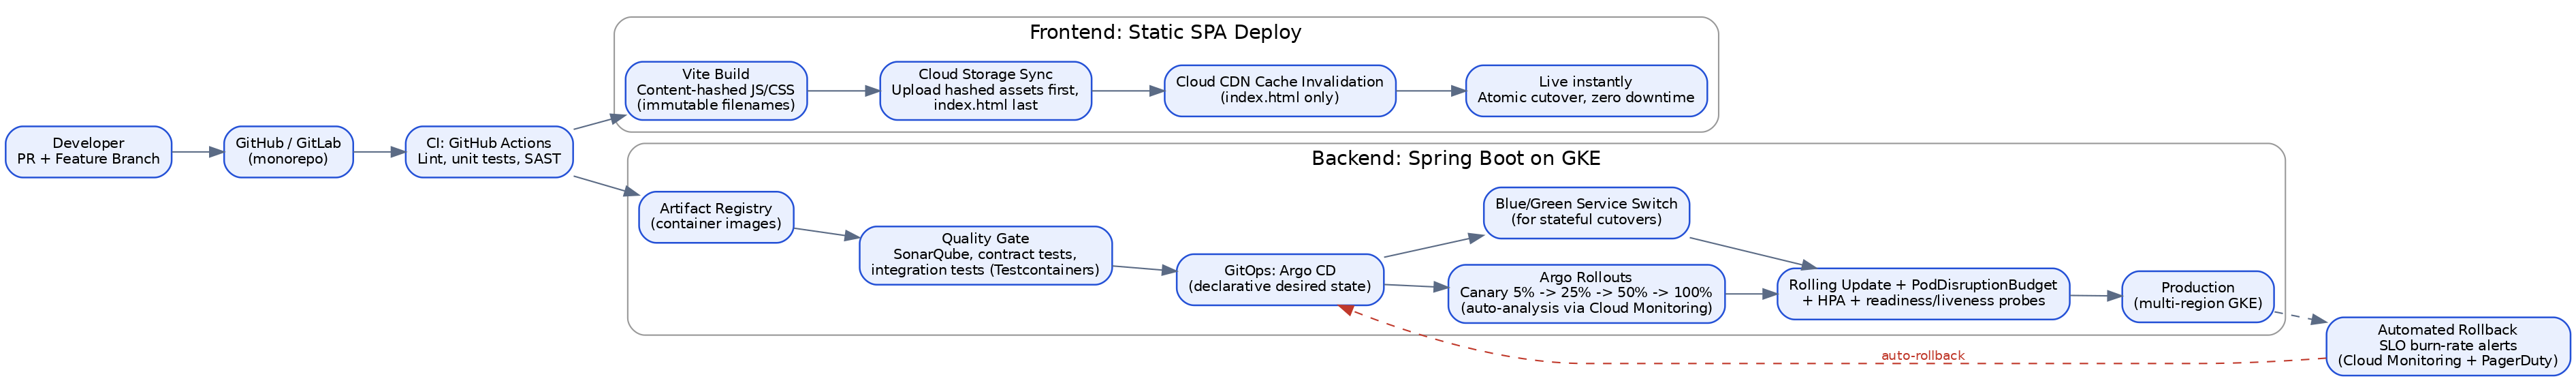 Developer
PR + Feature Branch
GitHub / GitLab
(monorepo)
CI: GitHub Actions
Lint, unit tests, SAST
Frontend: Static SPA Deploy
Vite Build
Content-hashed JS/CSS
(immutable filenames)
Cloud Storage Sync
Upload hashed assets first,
index.html last
Cloud CDN Cache Invalidation
(index.html only)
Live instantly
Atomic cutover, zero downtime
Backend: Spring Boot on GKE
Artifact Registry
(container images)
Quality Gate
SonarQube, contract tests,
integration tests (Testcontainers)
GitOps: Argo CD
(declarative desired state)
Blue/Green Service Switch
(for stateful cutovers)
Argo Rollouts
Canary 5% -> 25% -> 50% -> 100%
(auto-analysis via Cloud Monitoring)
Rolling Update + PodDisruptionBudget
+ HPA + readiness/liveness probes
Production
(multi-region GKE)
Automated Rollback
SLO burn-rate alerts
(Cloud Monitoring + PagerDuty)
auto-rollback